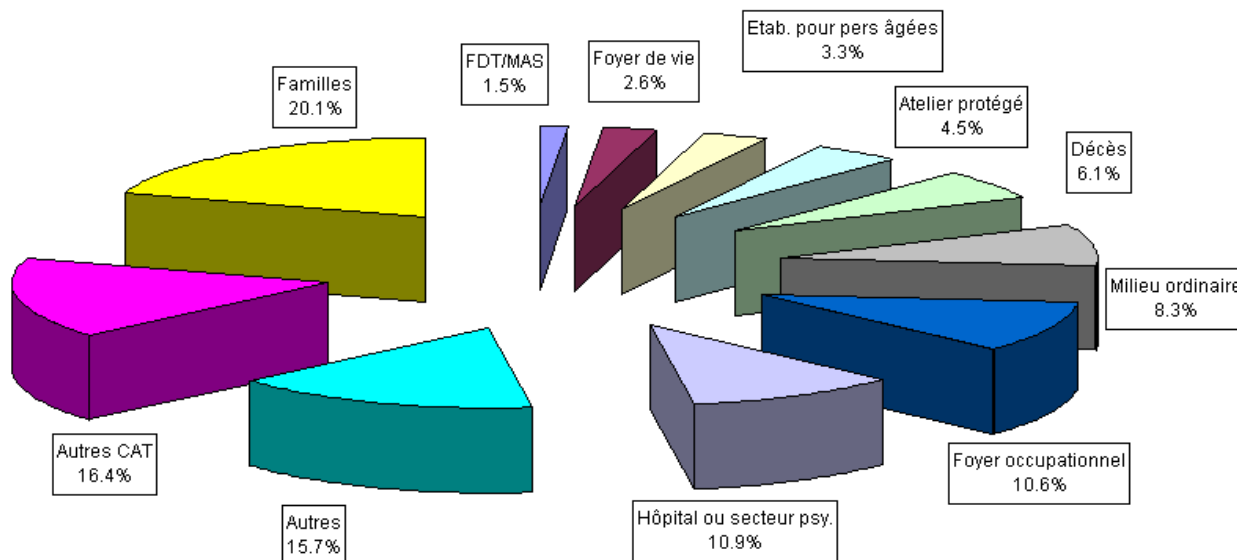 Etab. pour pers âgées
3.3%
FDT/MAS
1.5%
Foyer de vie
2.6%
Familles
20.1%
Atelier protégé
4.5%
Décès
6.1%
Milieu ordinaire
8.3%
Autres CAT
16.4%
Foyer occupationnel
10.6%
Autres
15.7%
Hôpital ou secteur psy.
10.9%